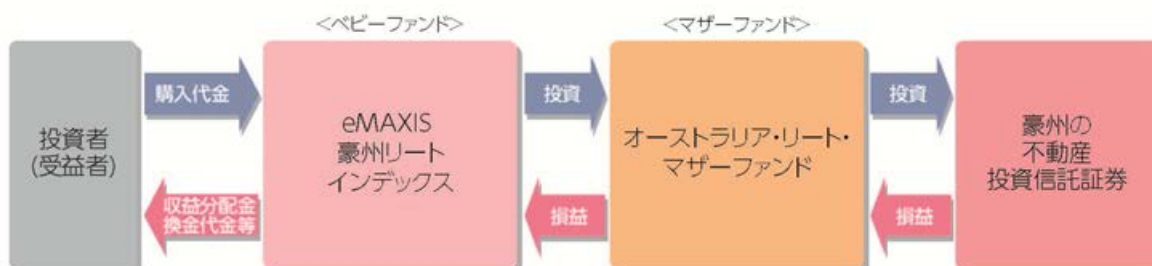 <ベビーファンド>
<マザーファンド>
投資者
(受益者)
購入代金
収益分配金
換金代金等
eMAXIS
豪州リート
インデックス
投資
損益
オーストラリア・リート・
マザーファンド
投資
損益
豪州の
不動産
投資信託証券